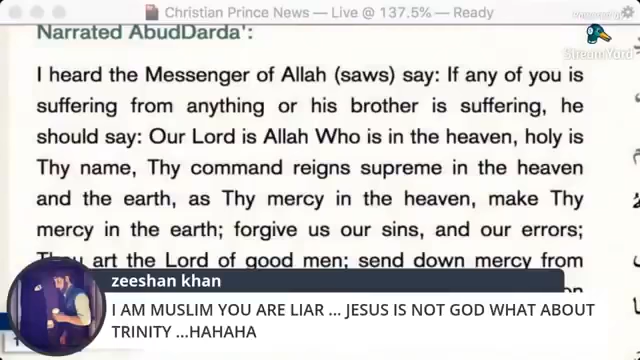 Christian Prince News — Live @ 137.5% — Ready
StreamYard
Narrated AbudDarda':
I heard the Messenger of Allah (saws) say: If any of you is
suffering from anything or his brother is suffering, he
should say: Our Lord is Allah Who is in the heaven, holy is
Thy name, Thy command reigns supreme in the heaven
and the earth, as Thy mercy in the heaven, make Thy
mercy in the earth; forgive us our sins, and our errors;
Thou art the Lord of good men; send down mercy from
zeeshan khan
I AM MUSLIM YOU ARE LIAR ... JESUS IS NOT GOD WHAT ABOUT
TRINITY ...HAHAHA